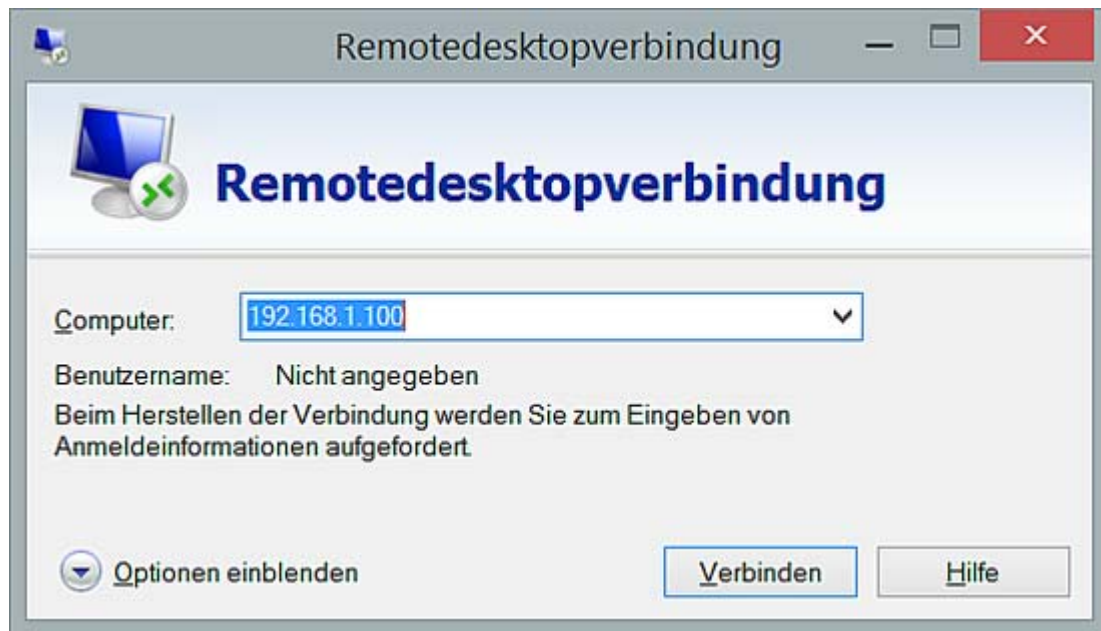 Remotedesktopverbindung
Remotedesktopverbindung
Computer: 192.168.1.100
Benutzername: Nicht angegeben
Beim Herstellen der Verbindung werden Sie zum Eingeben von
Anmeldeinformationen aufgefordert.
Optionen einblenden Verbinden Hilfe